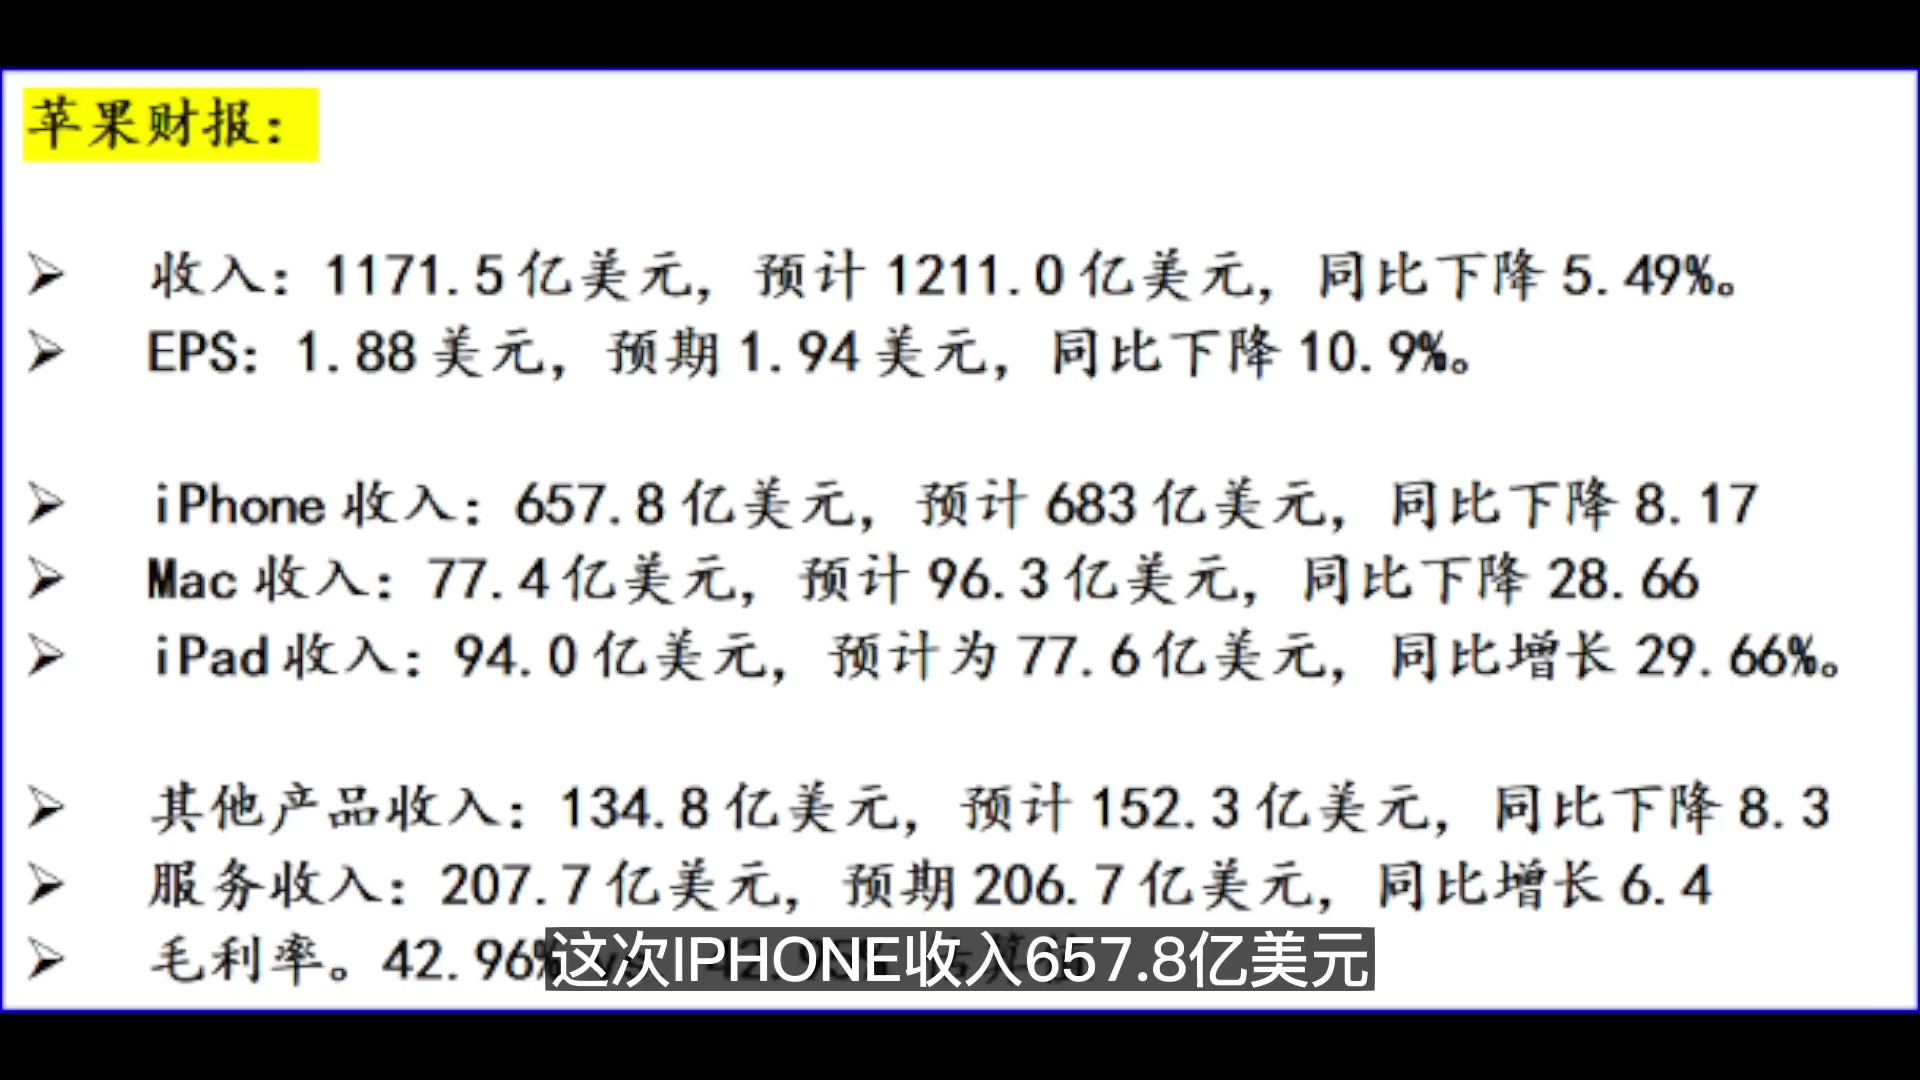 苹果财报：
➢ 收入：1171.5亿美元，预计1211.0亿美元，同比下降5.49%。
➢ EPS：1.88美元，预期1.94美元，同比下降10.9%。
➢ iPhone收入：657.8亿美元，预计683亿美元，同比下降8.17
➢ Mac收入：77.4亿美元，预计96.3亿美元，同比下降28.66
➢ iPad收入：94.0亿美元，预计为77.6亿美元，同比增长29.66%。
➢ 其他产品收入：134.8亿美元，预计152.3亿美元，同比下降8.3
➢ 服务收入：207.7亿美元，预期206.7亿美元，同比增长6.4
➢ 毛利率。42.96%
这次IPHONE收入657.8亿美元